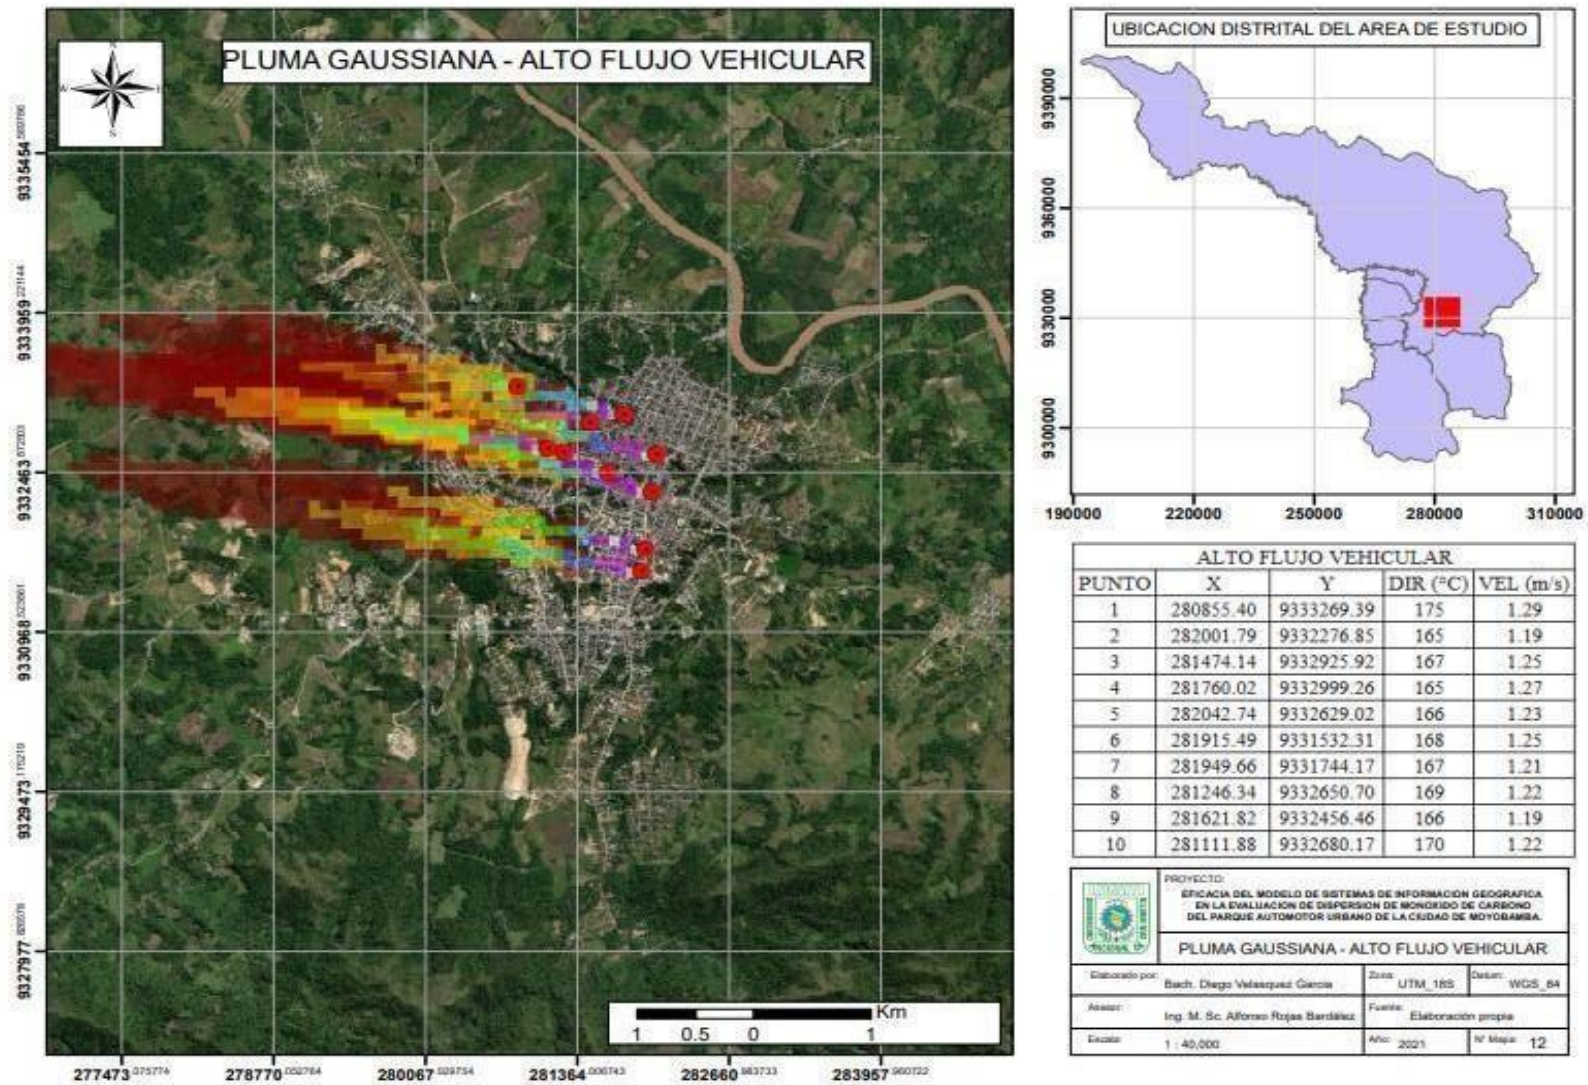 PLUMA GAUSSIANA - ALTO FLUJO VEHICULAR
N
W
E
S
9335454
9333959
9332463
9330968
9329473
9327977
277473
278770
280067
281364
282660
283957
Km
1 0.5 0 1
UBICACION DISTRITAL DEL AREA DE ESTUDIO
9390000
9360000
9330000
9300000
190000 220000 250000 280000 310000
ALTO FLUJO VEHICULAR
PUNTO X Y DIR (°C) VEL (m/s)
1 280855.40 9333269.39 175 1.29
2 282001.79 9332276.85 165 1.19
3 281474.14 9332925.92 167 1.25
4 281760.02 9332999.26 165 1.27
5 282042.74 9332629.02 166 1.23
6 281915.49 9331532.31 168 1.25
7 281949.66 9331744.17 167 1.21
8 281246.34 9332650.70 169 1.22
9 281621.82 9332456.46 166 1.19
10 281111.88 9332680.17 170 1.22
PROYECTO:
EFICACIA DEL MODELO DE SISTEMAS DE INFORMACION GEOGRAFICA
EN LA EVALUACION DE DISPERSION DE MONOXIDO DE CARBONO
DEL PARQUE AUTOMOTOR URBANO DE LA CIUDAD DE MOYOBAMBA.
PLUMA GAUSSIANA - ALTO FLUJO VEHICULAR
Elaborado por: Bach. Diego Velasquez Garcia
Zona: UTM_18S
Datum: WGS_84
Asesor: Ing. M. Sc. Alfonso Rojas Bardález
Fuente: Elaboración propia
Escala: 1 : 40,000
Año: 2021
N° Mapa: 12